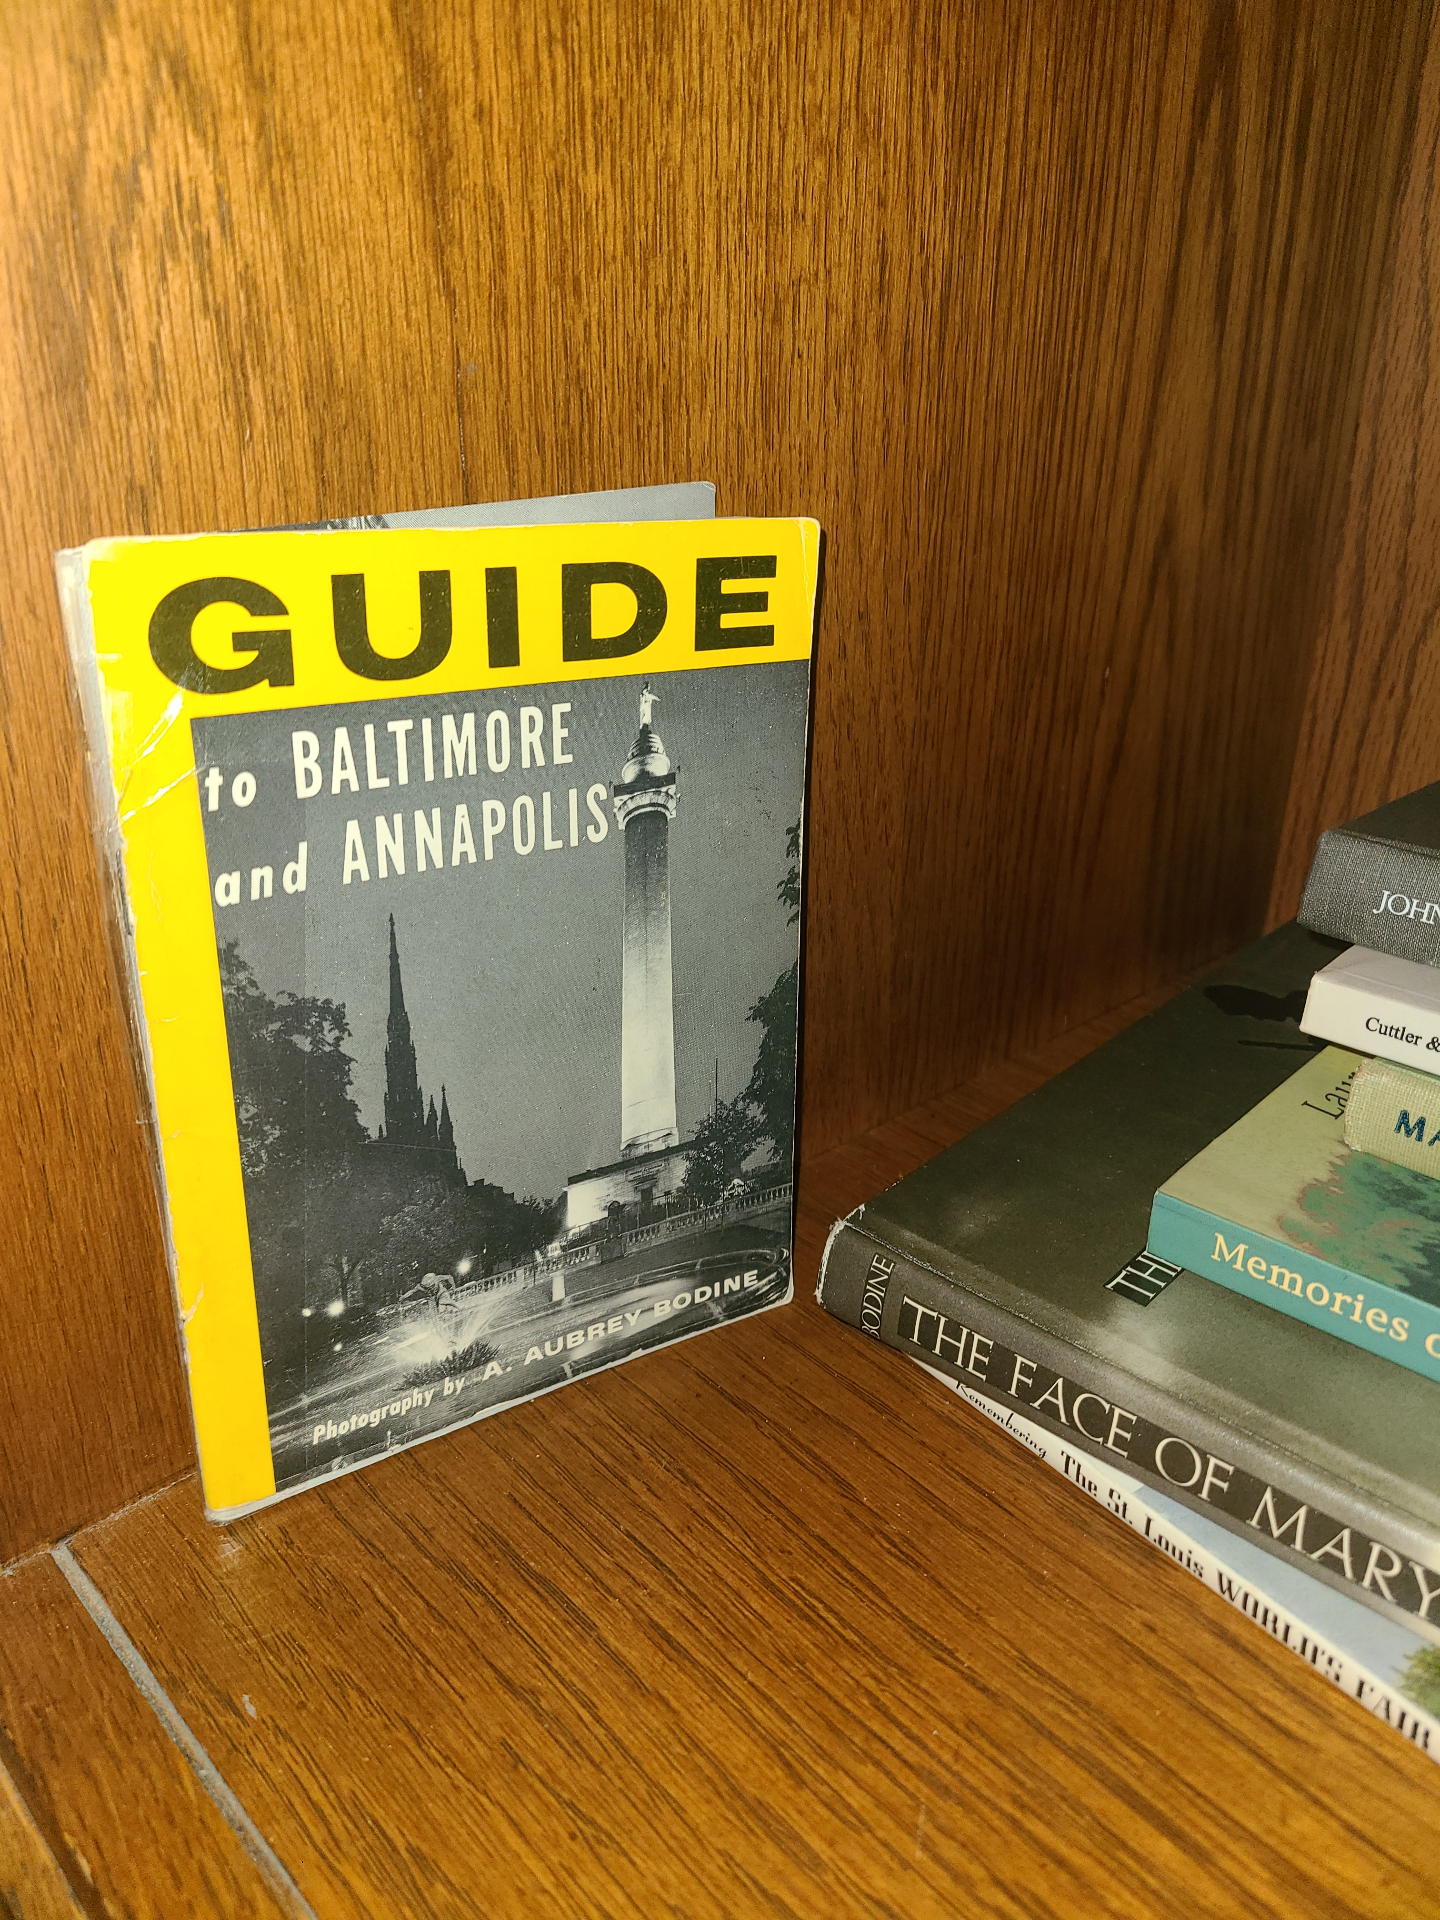 GUIDE
to BALTIMORE
and ANNAPOLIS
Photography by A. AUBREY BODINE
JOHN
Cuttler &
Memories
BODINE
THE FACE OF MARY
Remembering The St. Louis WORLD'S FAIR